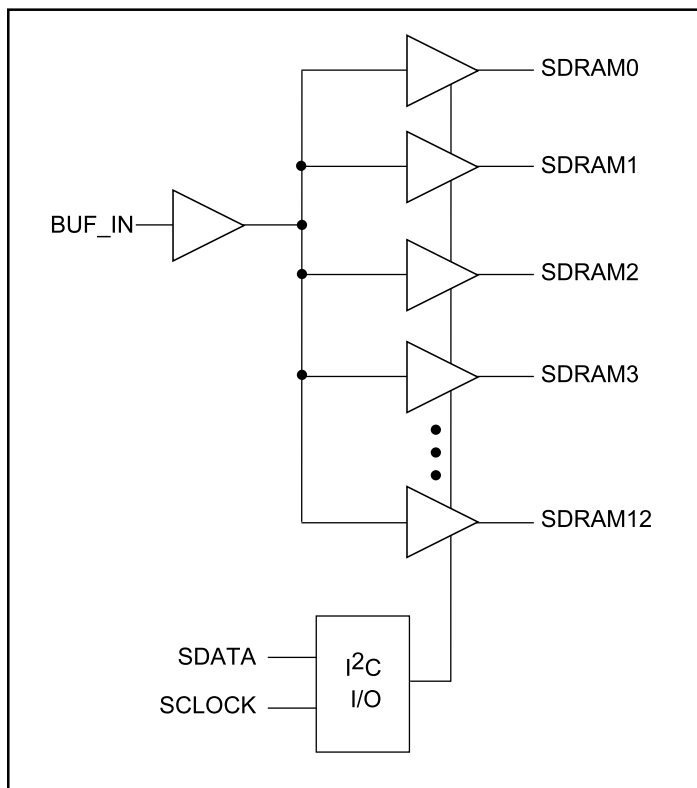 SDRAM0
SDRAM1
BUF_IN
SDRAM2
SDRAM3
SDRAM12
SDATA
SCLOCK
I²C
I/O